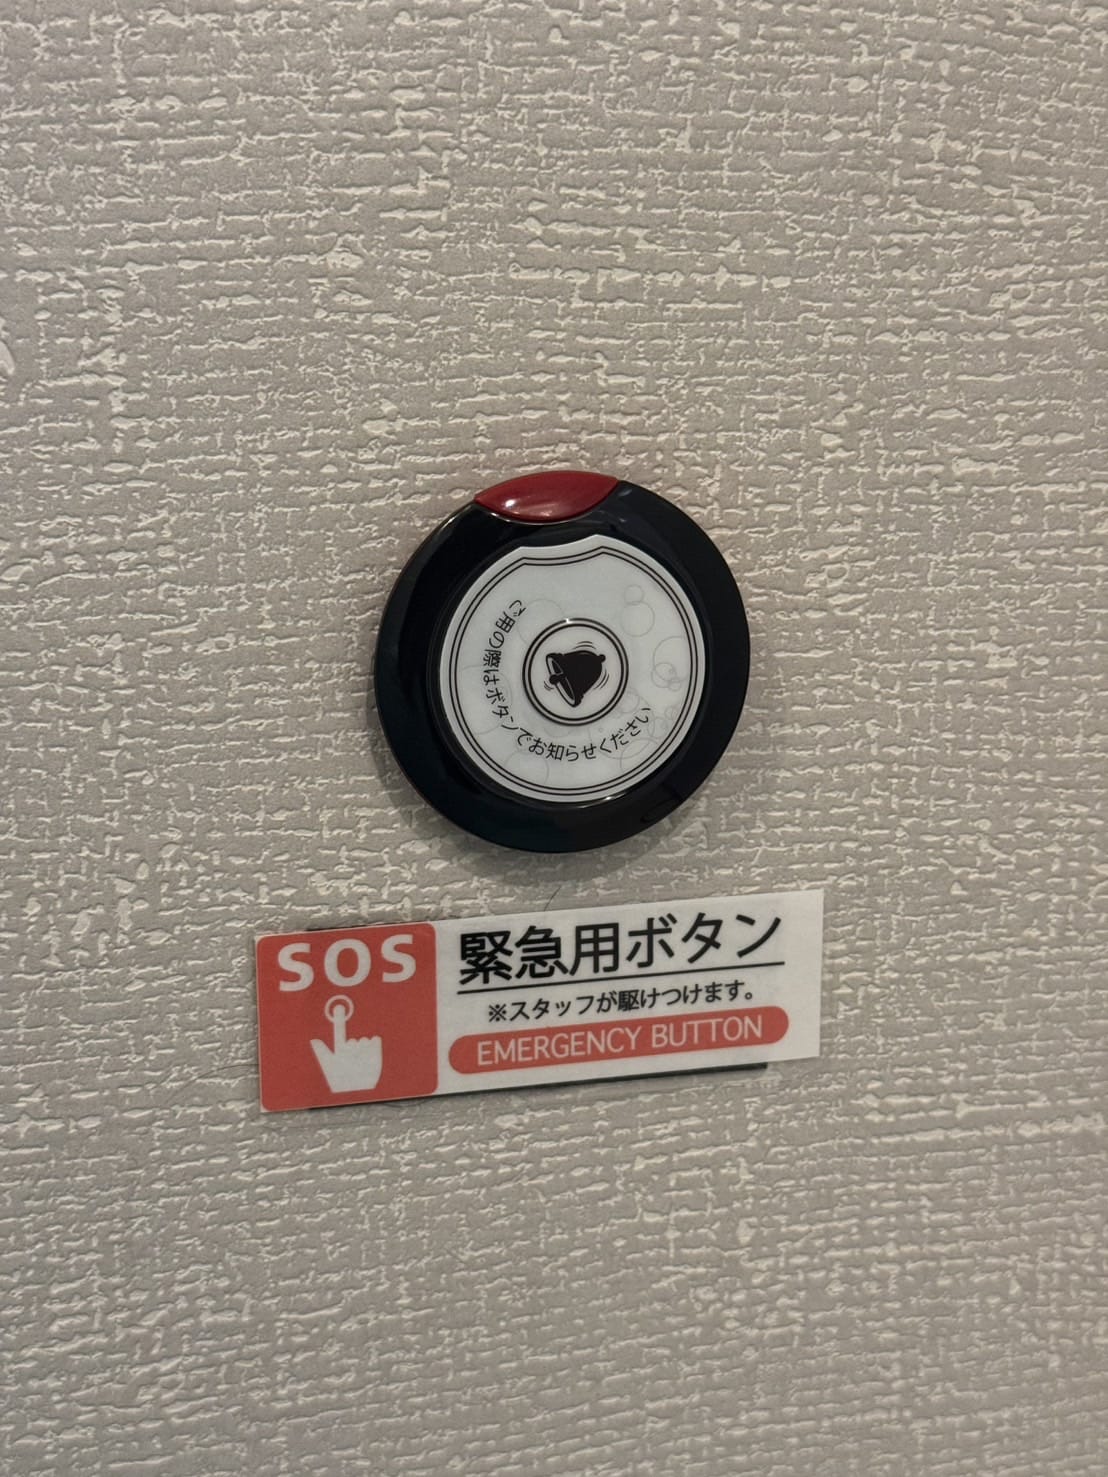 ご用の際はボタンでお知らせください
SOS
緊急用ボタン
※スタッフが駆けつけます。
EMERGENCY BUTTON